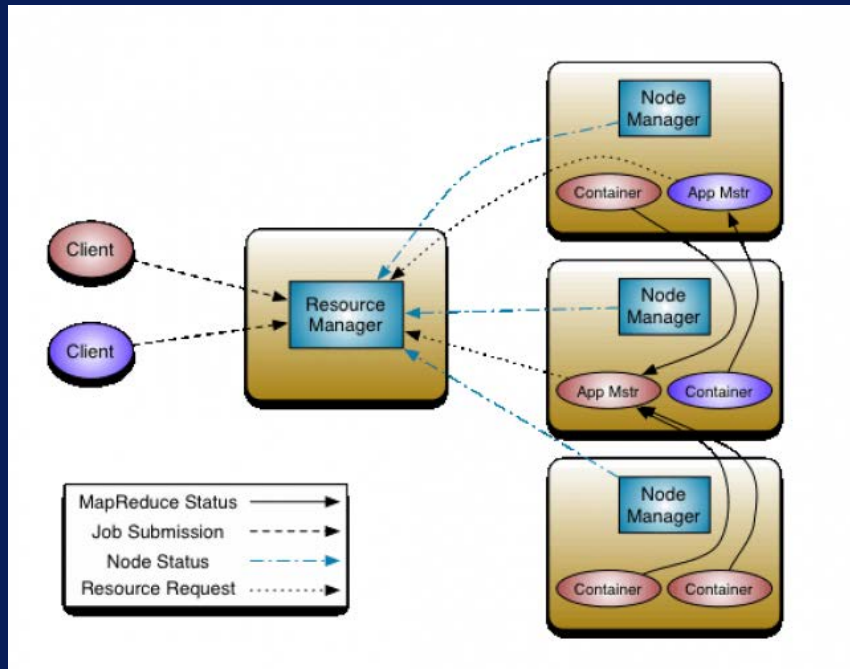 Client
Client
Resource
Manager
Node
Manager
Container
App Mstr
Node
Manager
App Mstr
Container
Node
Manager
Container
Container
MapReduce Status
Job Submission
Node Status
Resource Request